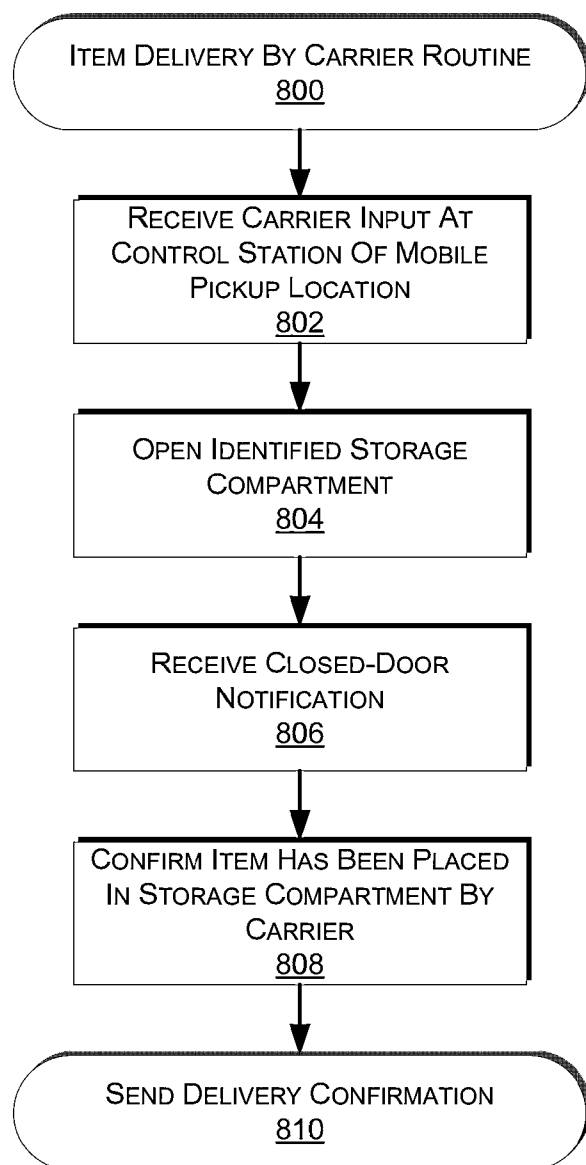 ITEM DELIVERY BY CARRIER ROUTINE
800
RECEIVE CARRIER INPUT AT
CONTROL STATION OF MOBILE
PICKUP LOCATION
802
OPEN IDENTIFIED STORAGE
COMPARTMENT
804
RECEIVE CLOSED-DOOR
NOTIFICATION
806
CONFIRM ITEM HAS BEEN PLACED
IN STORAGE COMPARTMENT BY
CARRIER
808
SEND DELIVERY CONFIRMATION
810